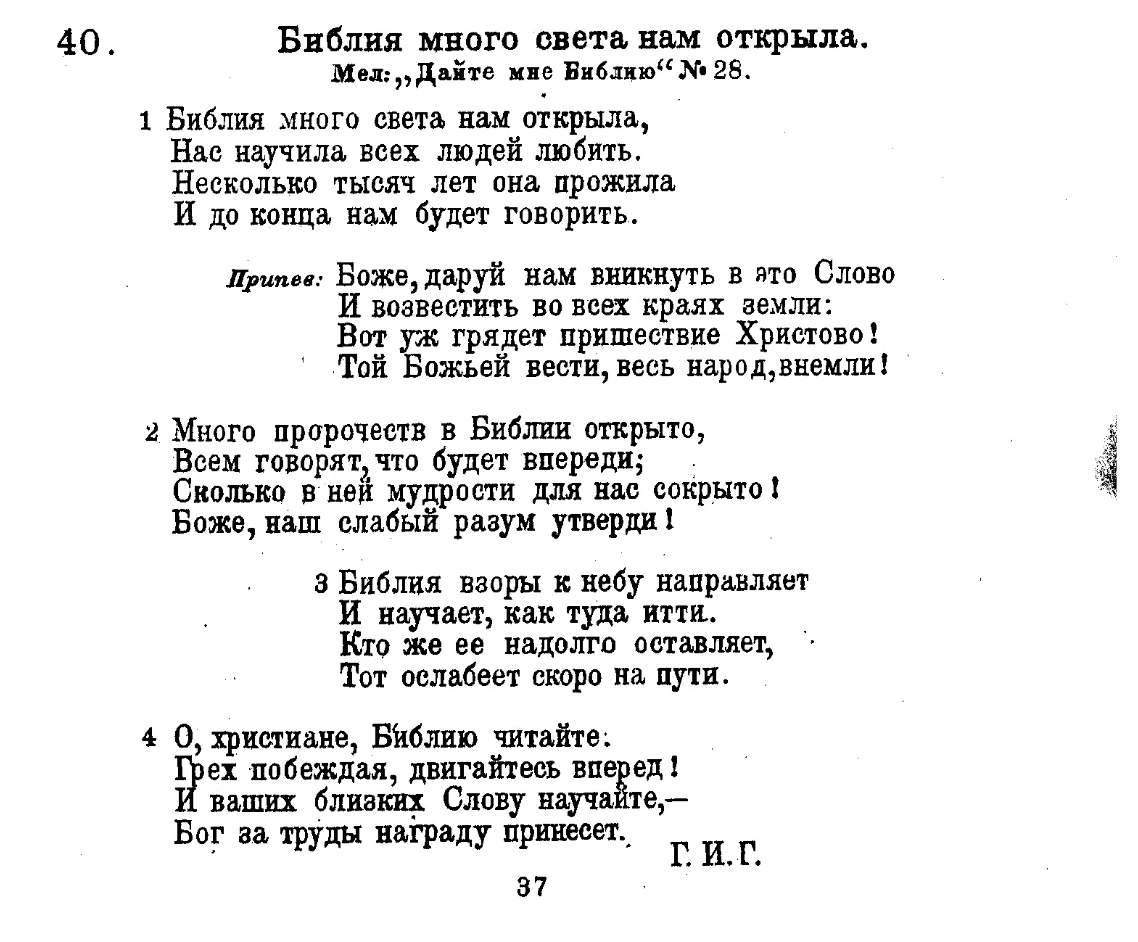 40.
Библия много света нам открыла.
Мел: „Дайте мне Библию“ № 28.
1 Библия много света нам открыла,
Нас научила всех людей любить.
Несколько тысяч лет она прожила
И до конца нам будет говорить.
Припев: Боже, даруй нам вникнуть в это Слово
И возвестить во всех краях земли:
Вот уж грядет пришествие Христово!
Той Божьей вести, весь народ, внемли!
2 Много пророчеств в Библии открыто,
Всем говорят, что будет впереди;
Сколько в ней мудрости для нас сокрыто!
Боже, наш слабый разум утверди!
3 Библия взоры к небу направляет
И научает, как туда итти.
Кто же ее надолго оставляет,
Тот ослабеет скоро на пути.
4 О, христиане, Библию читайте.
Грех побеждая, двигайтесь вперед!
И ваших близких Слову научайте,—
Бог за труды награду принесет.
Г. И. Г.
37